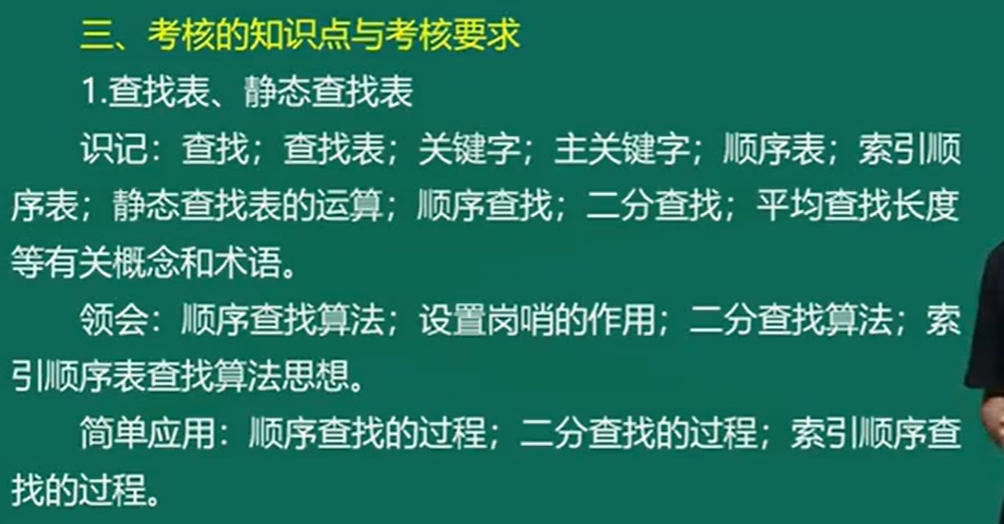 三、考核的知识点与考核要求
1.查找表、静态查找表
识记：查找；查找表；关键字；主关键字；顺序表；索引顺
序表；静态查找表的运算；顺序查找；二分查找；平均查找长度
等有关概念和术语。
领会：顺序查找算法；设置岗哨的作用；二分查找算法；索
引顺序表查找算法思想。
简单应用：顺序查找的过程；二分查找的过程；索引顺序查
找的过程。